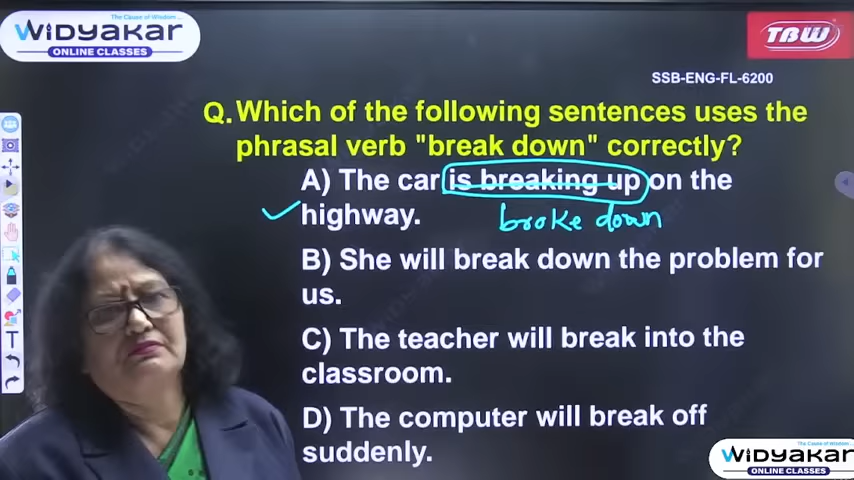 The Cause of Wisdom ...
WIDYAKAR
ONLINE CLASSES
TBW
SSB-ENG-FL-6200
Q. Which of the following sentences uses the
phrasal verb "break down" correctly?
A) The car is breaking up on the
highway.
broke down
B) She will break down the problem for
us.
C) The teacher will break into the
classroom.
D) The computer will break off
suddenly.
T
The Cause of Wisdom ...
WIDYAKAR
ONLINE CLASSES